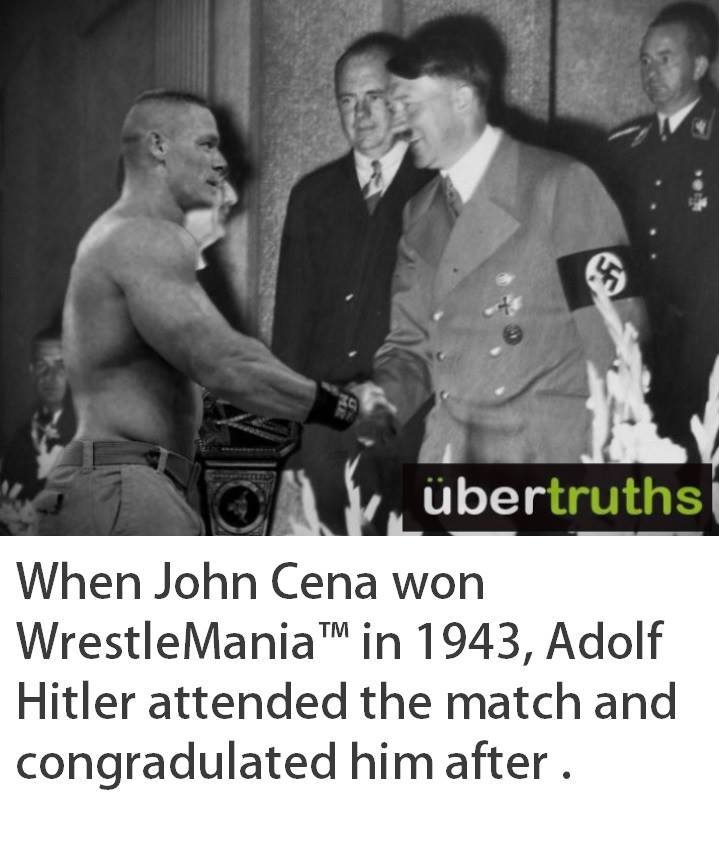 übertruths
When John Cena won
WrestleMania™ in 1943, Adolf
Hitler attended the match and
congradulated him after .